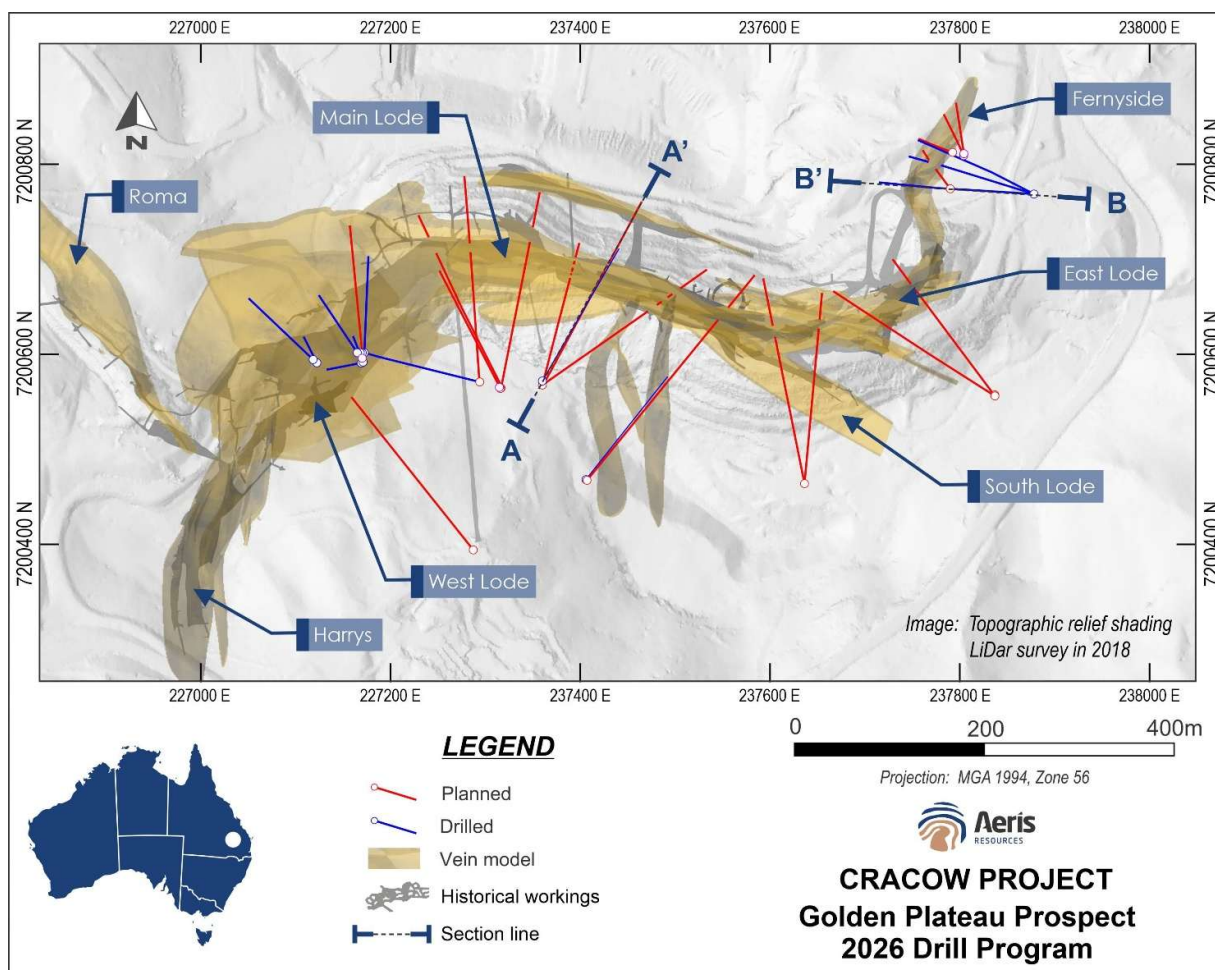 227000 E
227200 E
237400 E
237600 E
237800 E
238000 E
7200800 N
7200600 N
7200400 N
7200800 N
7200600 N
7200400 N
N
Main Lode
Fernyside
Roma
A'
B'
B
East Lode
A
South Lode
West Lode
Harrys
Image: Topographic relief shading
LiDar survey in 2018
227000 E
227200 E
237400 E
237600 E
237800 E
238000 E
LEGEND
Planned
Drilled
Vein model
Historical workings
Section line
0
200
400m
Projection: MGA 1994, Zone 56
Aeris
RESOURCES
CRACOW PROJECT
Golden Plateau Prospect
2026 Drill Program